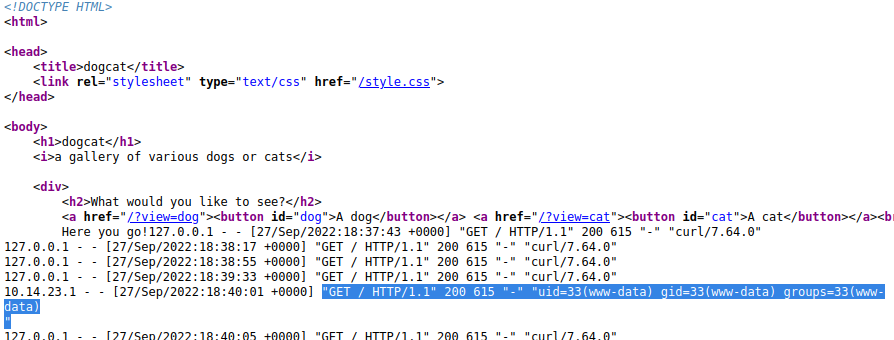 <!DOCTYPE HTML>
<html>
<head>
<title>dogcat</title>
<link rel="stylesheet" type="text/css" href="/style.css">
</head>
<body>
<h1>dogcat</h1>
<i>a gallery of various dogs or cats</i>
<div>
<h2>What would you like to see?</h2>
<a href="/?view=dog"><button id="dog">A dog</button></a> <a href="/?view=cat"><button id="cat">A cat</button></a><br
Here you go!127.0.0.1 - - [27/Sep/2022:18:37:43 +0000] "GET / HTTP/1.1" 200 615 "-" "curl/7.64.0"
127.0.0.1 - - [27/Sep/2022:18:38:17 +0000] "GET / HTTP/1.1" 200 615 "-" "curl/7.64.0"
127.0.0.1 - - [27/Sep/2022:18:38:55 +0000] "GET / HTTP/1.1" 200 615 "-" "curl/7.64.0"
127.0.0.1 - - [27/Sep/2022:18:39:33 +0000] "GET / HTTP/1.1" 200 615 "-" "curl/7.64.0"
10.14.23.1 - - [27/Sep/2022:18:40:01 +0000] "GET / HTTP/1.1" 200 615 "-" "uid=33(www-data) gid=33(www-data) groups=33(www-
data)
"
127.0.0.1 - - [27/Sep/2022:18:40:05 +0000] "GET / HTTP/1.1" 200 615 "-" "curl/7.64.0"